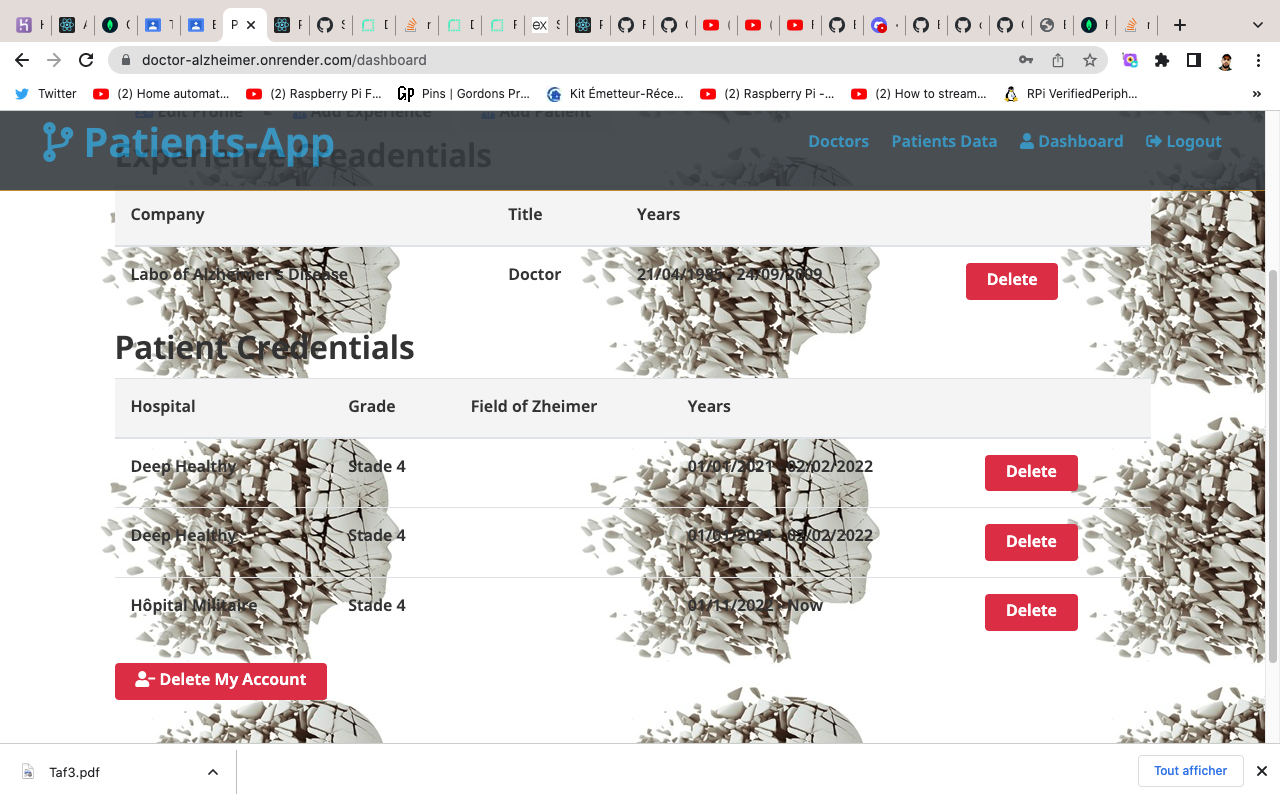 doctor-alzheimer.onrender.com/dashboard
Twitter (2) Home automat... (2) Raspberry Pi F... Pins | Gordons Pr... Kit Émetteur-Réce... (2) Raspberry Pi -... (2) How to stream... RPi VerifiedPeriph... »
Edit Profile Add Experience Add Patient
Patients-App Doctors Patients Data Dashboard Logout
Experience Creadentials
Company Title Years
Labo of Alzheimer's Disease Doctor 21/04/1985 - 24/09/2009 Delete
Patient Credentials
Hospital Grade Field of Zheimer Years
Deep Healthy Stade 4 01/01/2021 - 02/02/2022 Delete
Deep Healthy Stade 4 01/01/2021 - 02/02/2022 Delete
Hôpital Militaire Stade 4 01/11/2022 - Now Delete
Delete My Account
Taf3.pdf Tout afficher